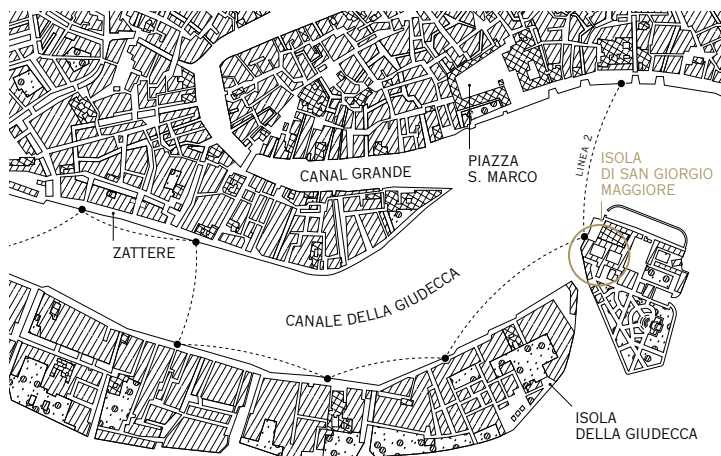 CANAL GRANDE
PIAZZA
S. MARCO
LINEA 2
ISOLA
DI SAN GIORGIO
MAGGIORE
ZATTERE
CANALE DELLA GIUDECCA
ISOLA
DELLA GIUDECCA